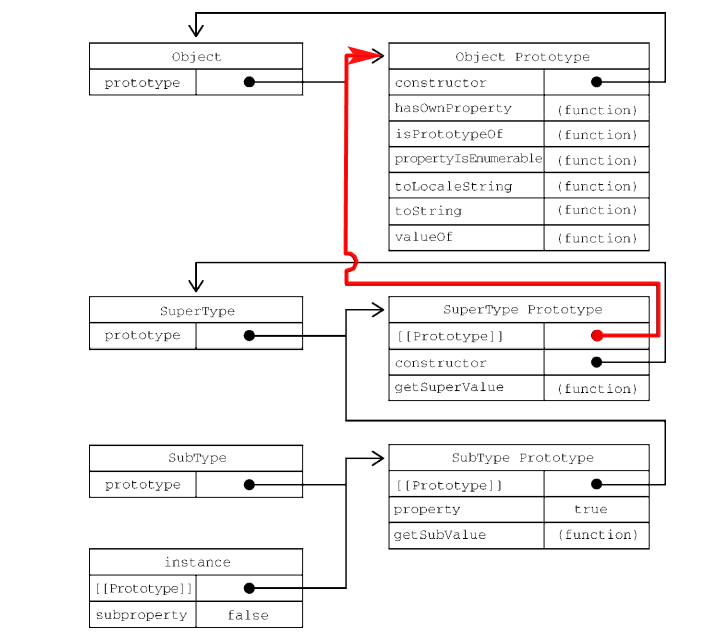 Object
prototype
Object Prototype
constructor
hasOwnProperty (function)
isPrototypeOf (function)
propertyIsEnumerable (function)
toLocaleString (function)
toString (function)
valueOf (function)
SuperType
prototype
SuperType Prototype
[[Prototype]]
constructor
getSuperValue (function)
SubType
prototype
SubType Prototype
[[Prototype]]
property true
getSubValue (function)
instance
[[Prototype]]
subproperty false